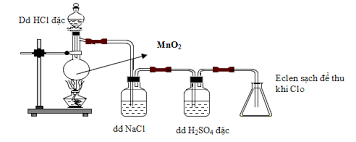 Dd HCl đặc
MnO2
Eclen sạch để thu
khí Clo
dd NaCl
dd H2SO4 đặc